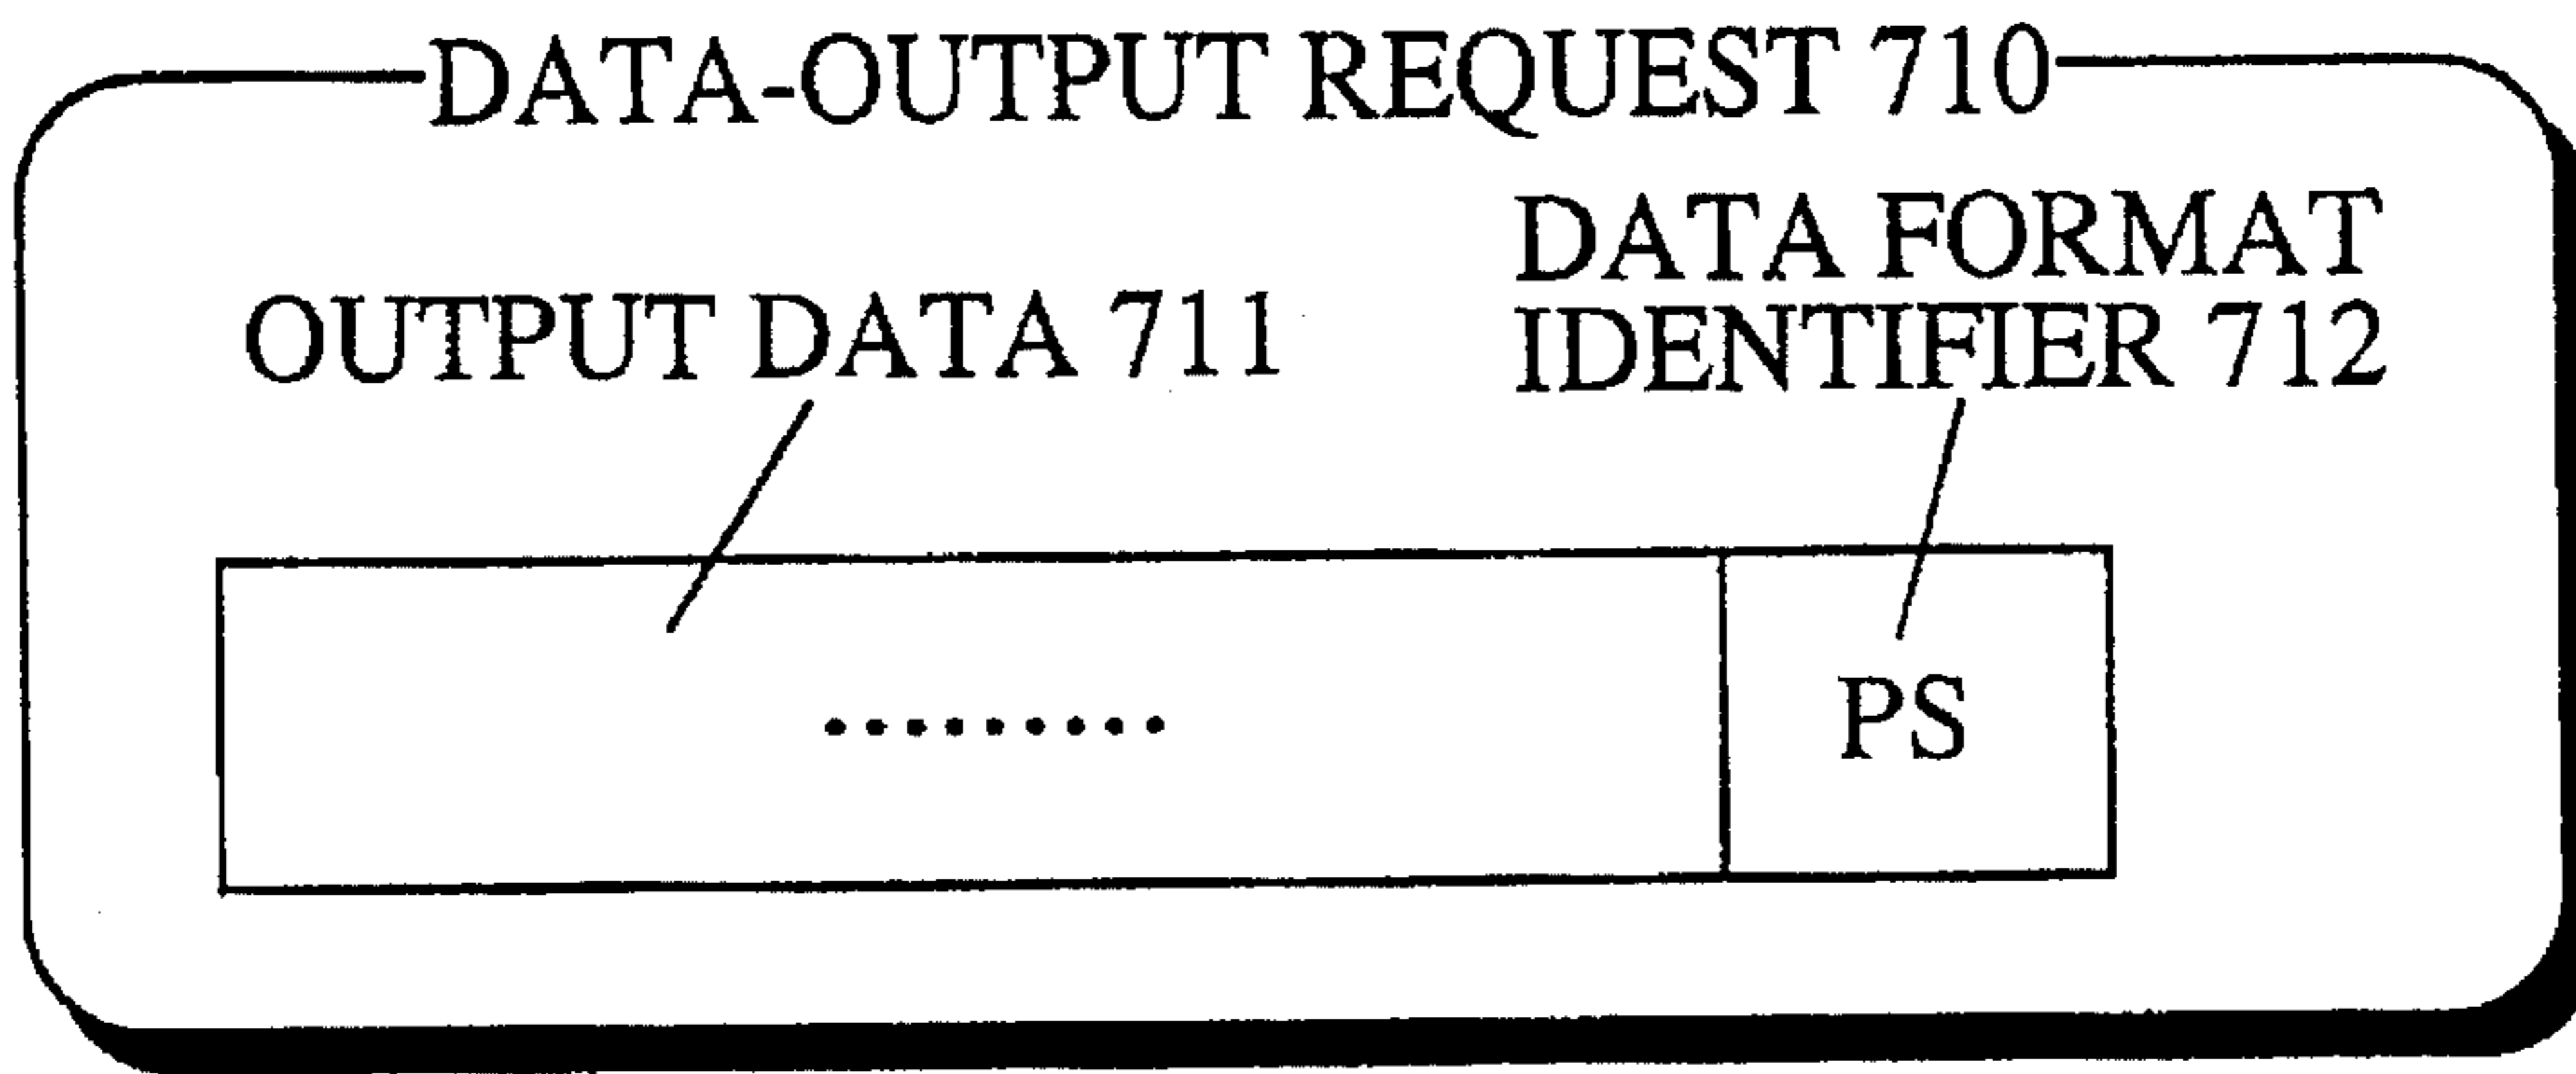 DATA-OUTPUT REQUEST 710
OUTPUT DATA 711
DATA FORMAT
IDENTIFIER 712
.........
PS